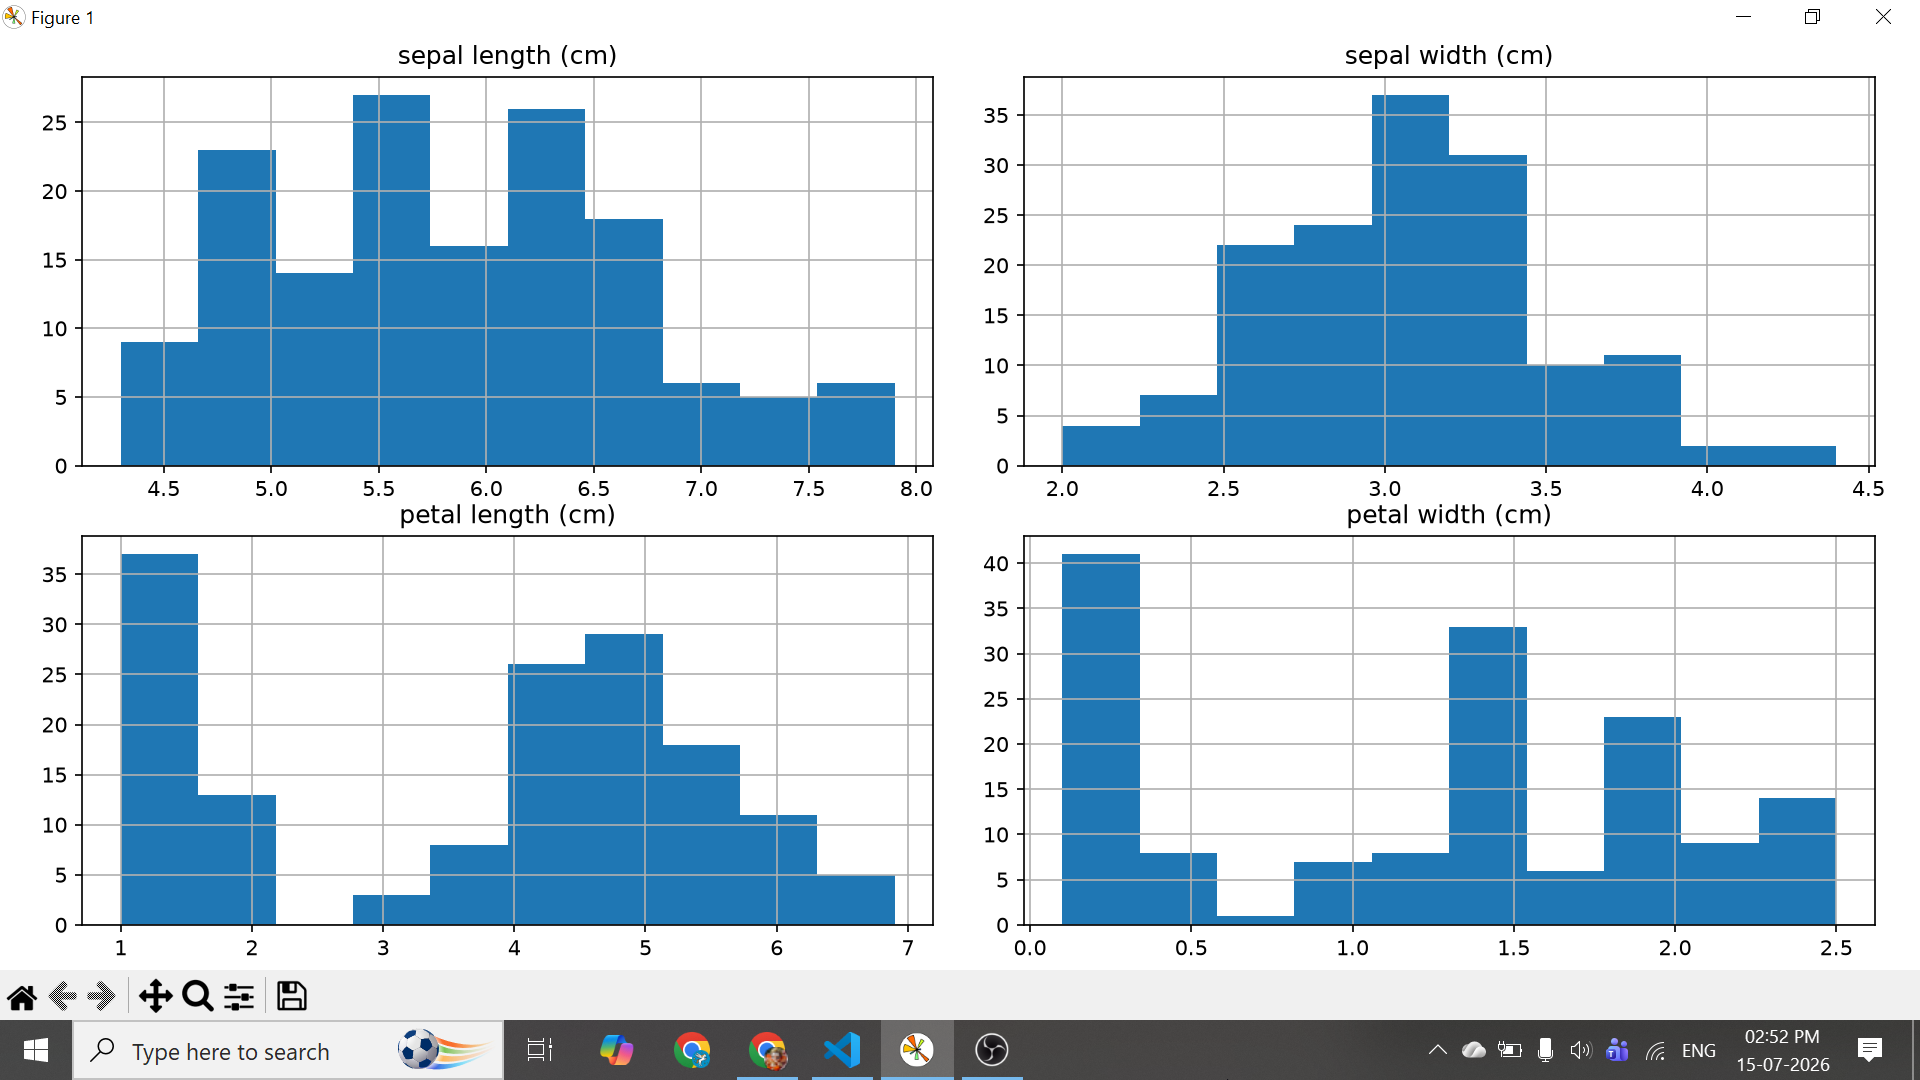 Figure 1
sepal length (cm)
25
20
15
10
5
0
4.5 5.0 5.5 6.0 6.5 7.0 7.5 8.0
sepal width (cm)
35
30
25
20
15
10
5
0
2.0 2.5 3.0 3.5 4.0 4.5
petal length (cm)
35
30
25
20
15
10
5
0
1 2 3 4 5 6 7
petal width (cm)
40
35
30
25
20
15
10
5
0
0.0 0.5 1.0 1.5 2.0 2.5
Type here to search
ENG
02:52 PM
15-07-2026